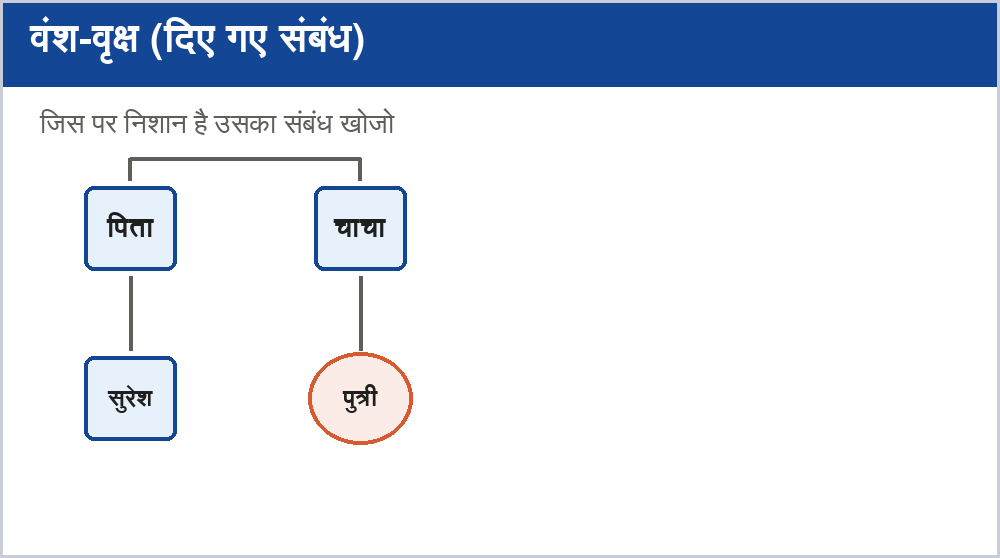 वंश-वृक्ष (दिए गए संबंध)
जिस पर निशान है उसका संबंध खोजो
पिता
चाचा
सुरेश
पुत्री